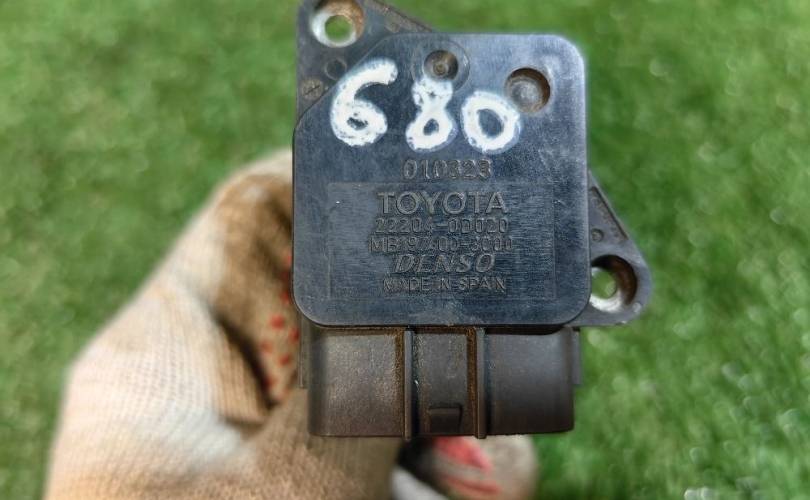 680
010323
TOYOTA
22204-0D020
MB197400-3000
DENSO
MADE IN SPAIN